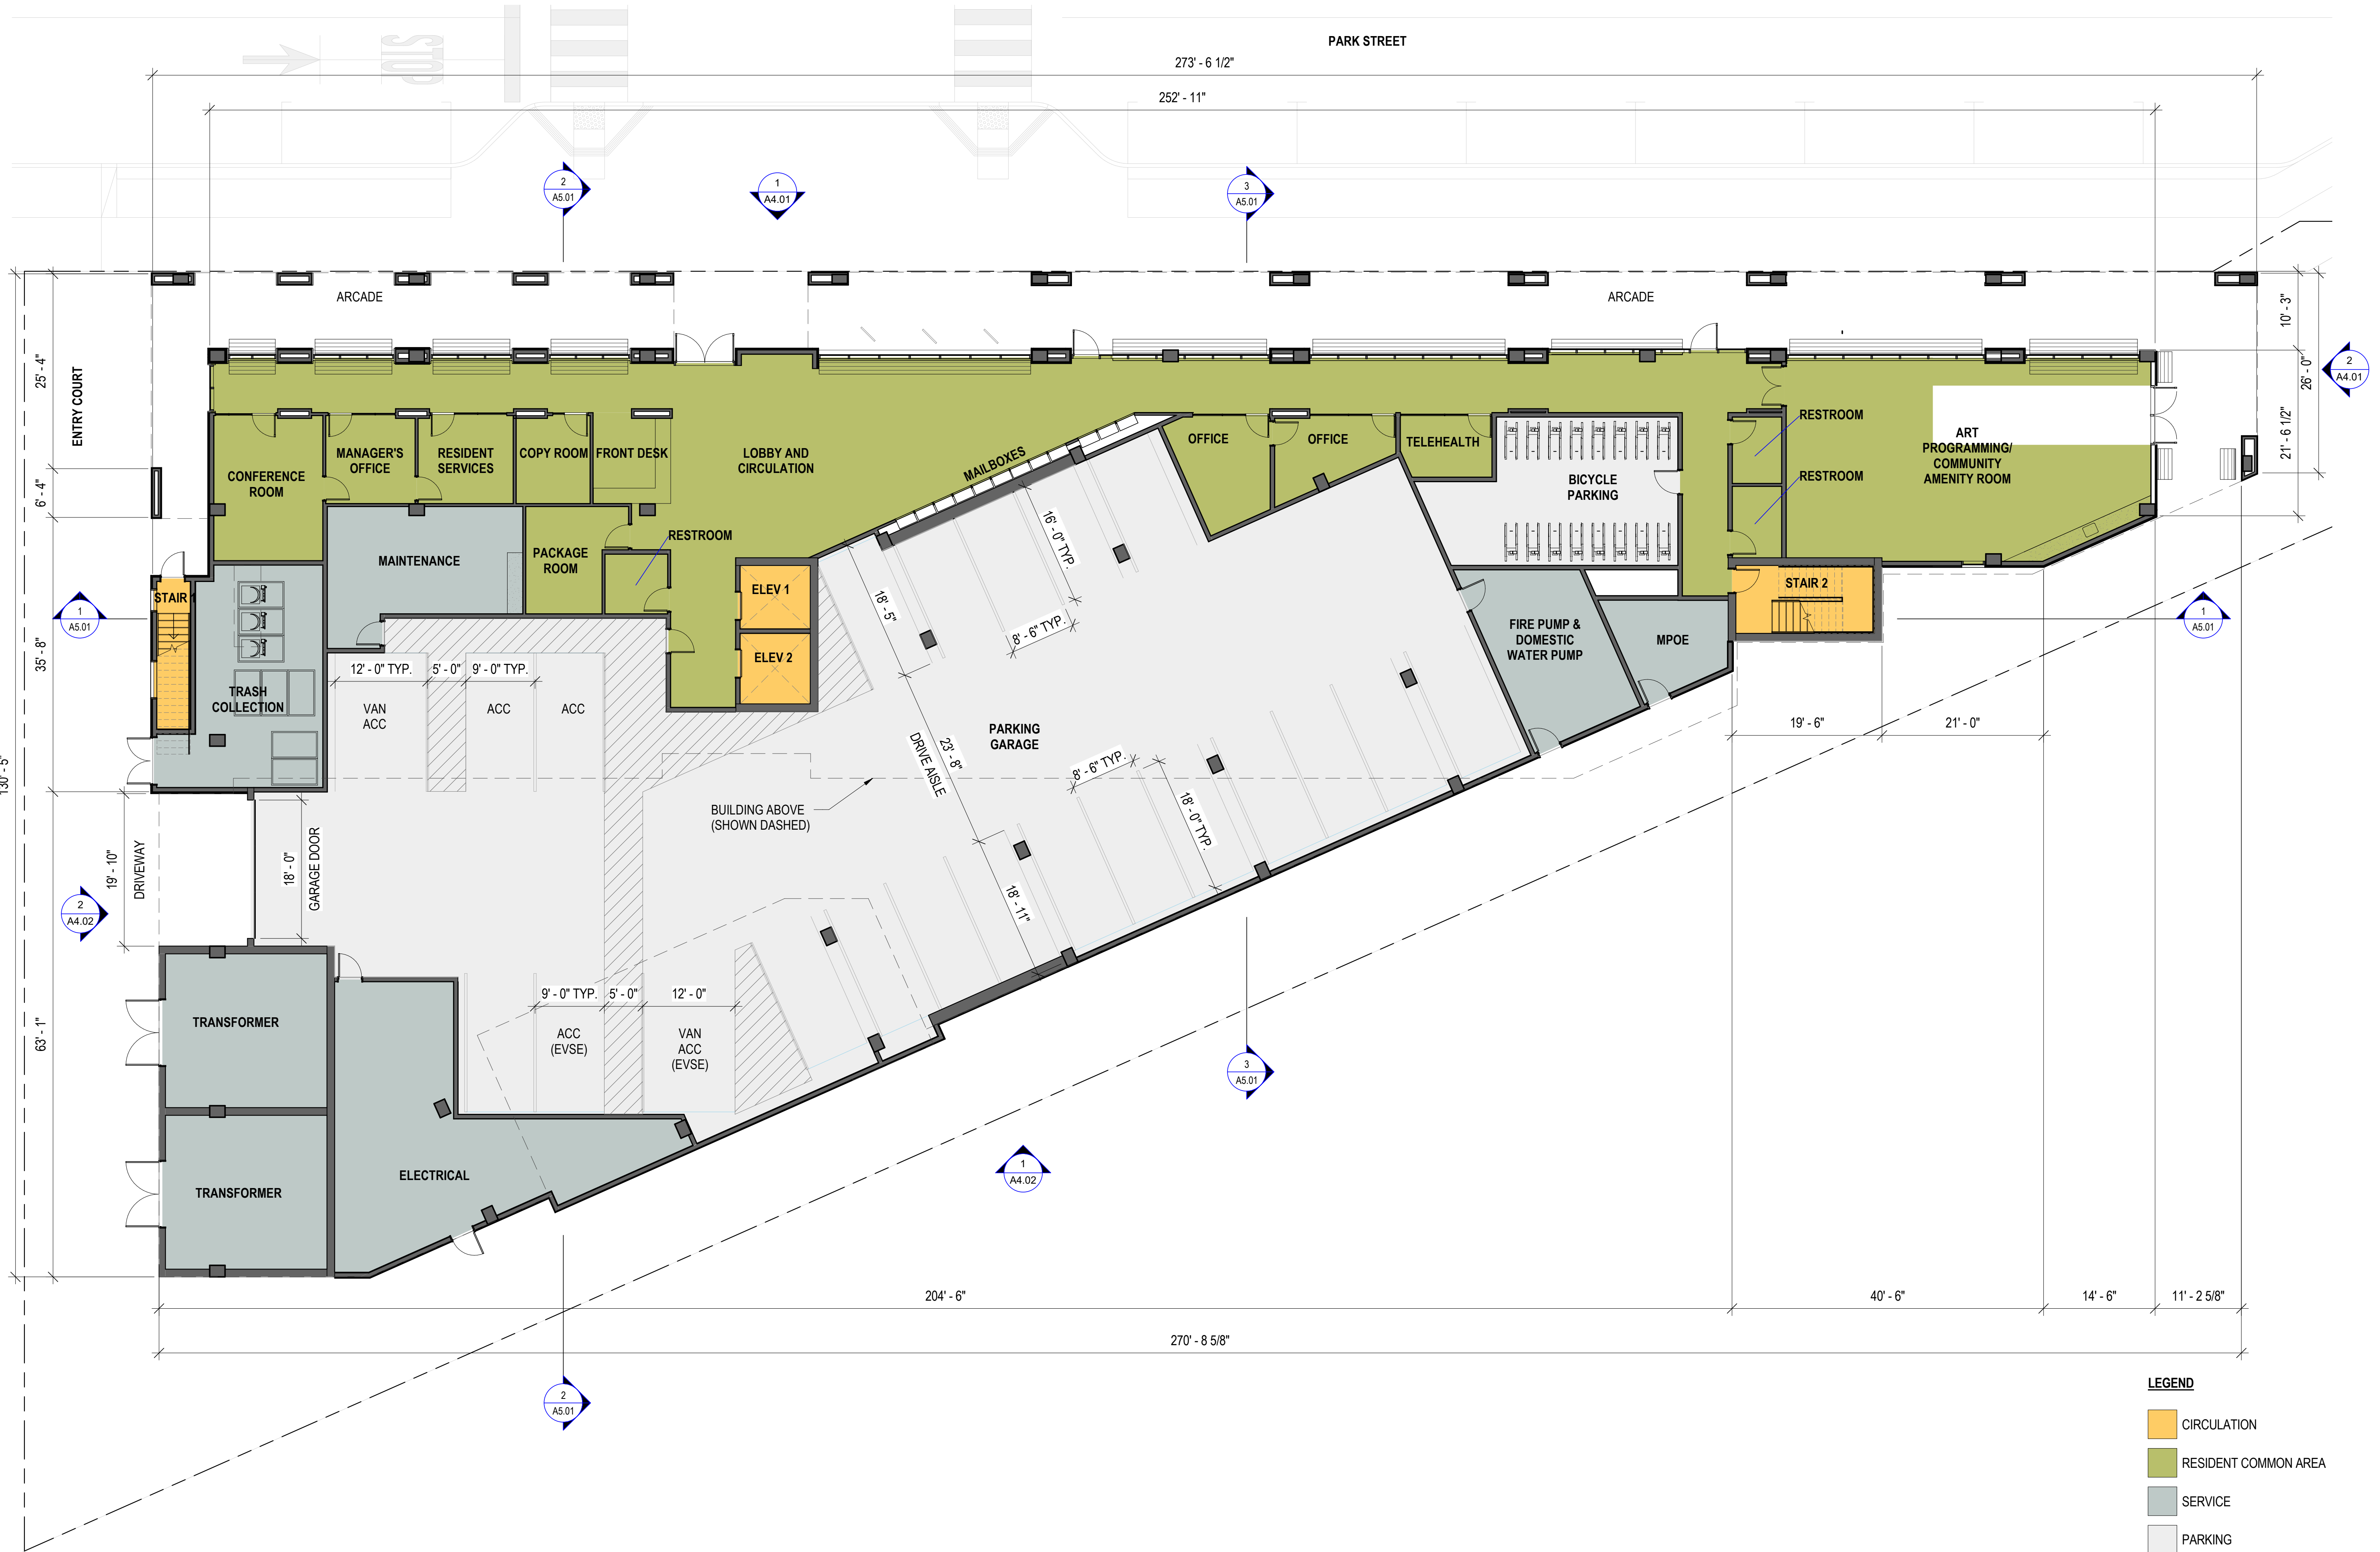 PARK STREET
STOP
273' - 6 1/2"
252' - 11"
2
A5.01
1
A4.01
3
A5.01
ARCADE
ARCADE
25' - 4"
6' - 4"
35' - 8"
63' - 1"
130' - 5"
10' - 3"
26' - 0"
21' - 6 1/2"
2
A4.01
ENTRY COURT
CONFERENCE
ROOM
MANAGER'S
OFFICE
RESIDENT
SERVICES
COPY ROOM
FRONT DESK
LOBBY AND
CIRCULATION
MAILBOXES
OFFICE
OFFICE
TELEHEALTH
BICYCLE
PARKING
RESTROOM
RESTROOM
ART
PROGRAMMING/
COMMUNITY
AMENITY ROOM
MAINTENANCE
PACKAGE
ROOM
RESTROOM
16' - 0" TYP.
18' - 5"
8' - 6" TYP.
1
A5.01
STAIR 1
ELEV 1
ELEV 2
STAIR 2
1
A5.01
FIRE PUMP &
DOMESTIC
WATER PUMP
MPOE
TRASH
COLLECTION
12' - 0" TYP.
5' - 0"
9' - 0" TYP.
VAN
ACC
ACC
ACC
PARKING
GARAGE
23' - 8"
DRIVE AISLE
8' - 6" TYP.
18' - 0" TYP.
19' - 6"
21' - 0"
BUILDING ABOVE
(SHOWN DASHED)
19' - 10"
DRIVEWAY
18' - 0"
GARAGE DOOR
18' - 11"
2
A4.02
TRANSFORMER
9' - 0" TYP.
5' - 0"
12' - 0"
ACC
(EVSE)
VAN
ACC
(EVSE)
3
A5.01
1
A4.02
ELECTRICAL
TRANSFORMER
204' - 6"
40' - 6"
14' - 6"
11' - 2 5/8"
270' - 8 5/8"
2
A5.01
LEGEND
CIRCULATION
RESIDENT COMMON AREA
SERVICE
PARKING